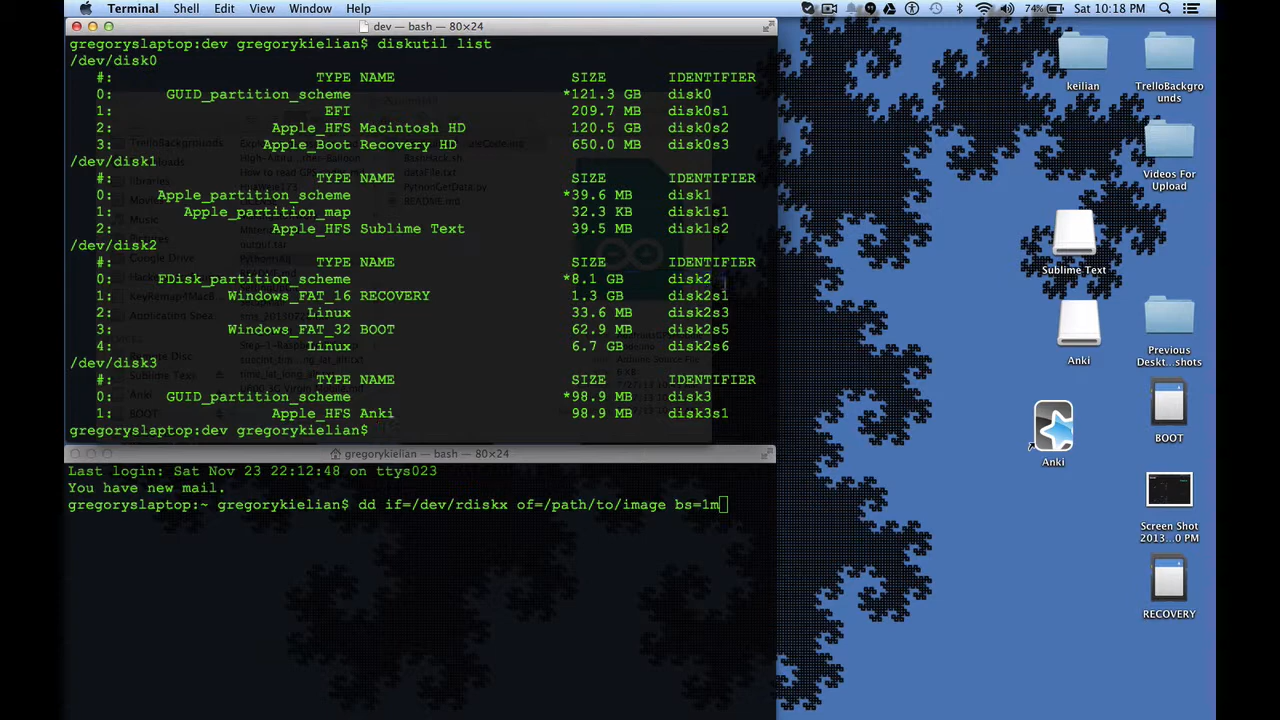 Terminal Shell Edit View Window Help 74% Sat 10:18 PM
dev — bash — 80×24
gregoryslaptop:dev gregorykielian$ diskutil list
/dev/disk0
#: TYPE NAME SIZE IDENTIFIER
0: GUID_partition_scheme *121.3 GB disk0
1: EFI 209.7 MB disk0s1
2: Apple_HFS Macintosh HD 120.5 GB disk0s2
3: Apple_Boot Recovery HD 650.0 MB disk0s3
/dev/disk1
#: TYPE NAME SIZE IDENTIFIER
0: Apple_partition_scheme *39.6 MB disk1
1: Apple_partition_map 32.3 KB disk1s1
2: Apple_HFS Sublime Text 39.5 MB disk1s2
/dev/disk2
#: TYPE NAME SIZE IDENTIFIER
0: FDisk_partition_scheme *8.1 GB disk2
1: Windows_FAT_16 RECOVERY 1.3 GB disk2s1
2: Linux 33.6 MB disk2s3
3: Windows_FAT_32 BOOT 62.9 MB disk2s5
4: Linux 6.7 GB disk2s6
/dev/disk3
#: TYPE NAME SIZE IDENTIFIER
0: GUID_partition_scheme *98.9 MB disk3
1: Apple_HFS Anki 98.9 MB disk3s1
gregoryslaptop:dev gregorykielian$
gregorykielian — bash — 80×24
Last login: Sat Nov 23 22:12:48 on ttys023
You have new mail.
gregoryslaptop:~ gregorykielian$ dd if=/dev/rdiskx of=/path/to/image bs=1m
keilian
TrelloBackgro
unds
Videos For
Upload
Sublime Text
Anki
Previous
Deskt...shots
BOOT
Anki
Screen Shot
2013...0 PM
RECOVERY